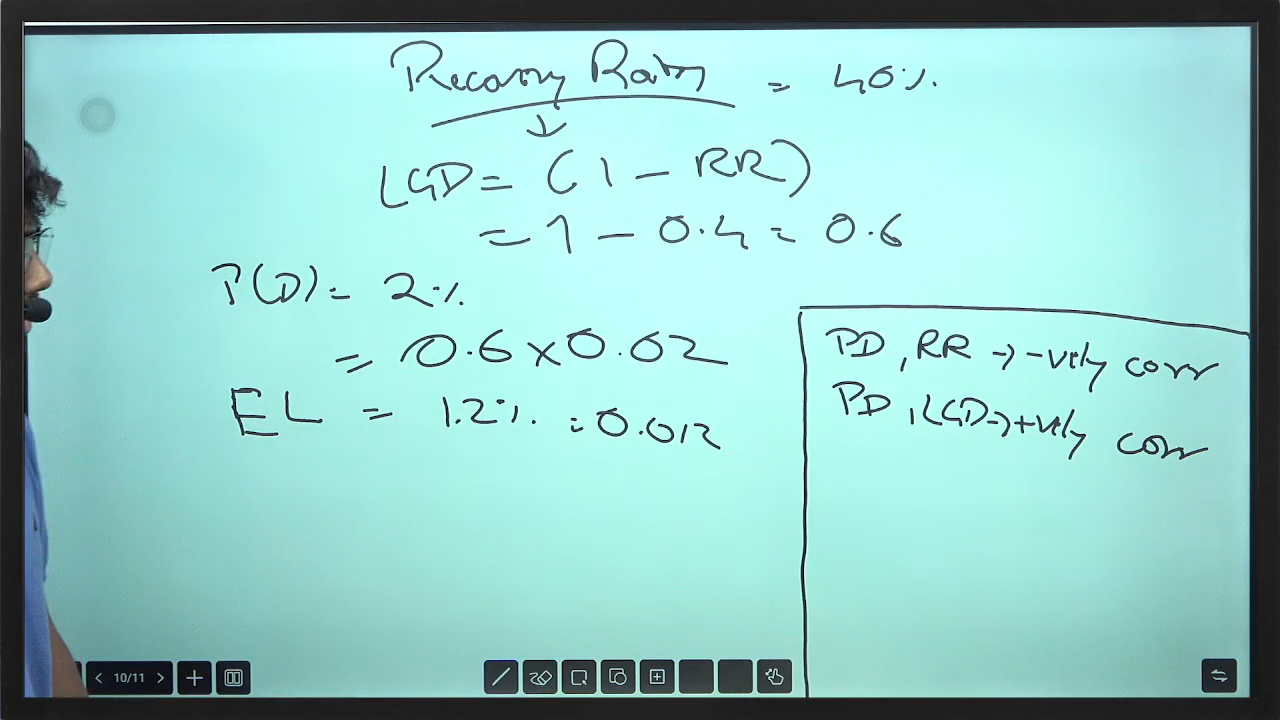 Recovery Rates = 40%.
↓
LGD = (1 - RR)
= 1 - 0.4 = 0.6
P(D) = 2%
= 0.6 x 0.02
EL = 1.2%. = 0.012
PD, RR → -vely corr
PD, LGD → +vely corr
10/11